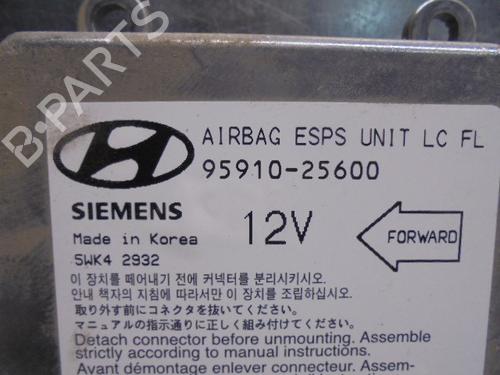 AIRBAG ESPS UNIT LC FL
95910-25600
SIEMENS
12V
Made in Korea
5WK4 2932
FORWARD
이 장치를 떼어내기 전에 커넥터를 분리시키시오.
안내 책자의 지침에 따라서만 이 장치를 조립하십시오.
取り外す前にコネクタを抜いてください。
マニュアルの指示通りに正しく組み付けてください。
Detach connector before unmounting. Assemble
strictly according to manual instructions.
Avant démontage enlever connecteur. Assem-
B-PARTS